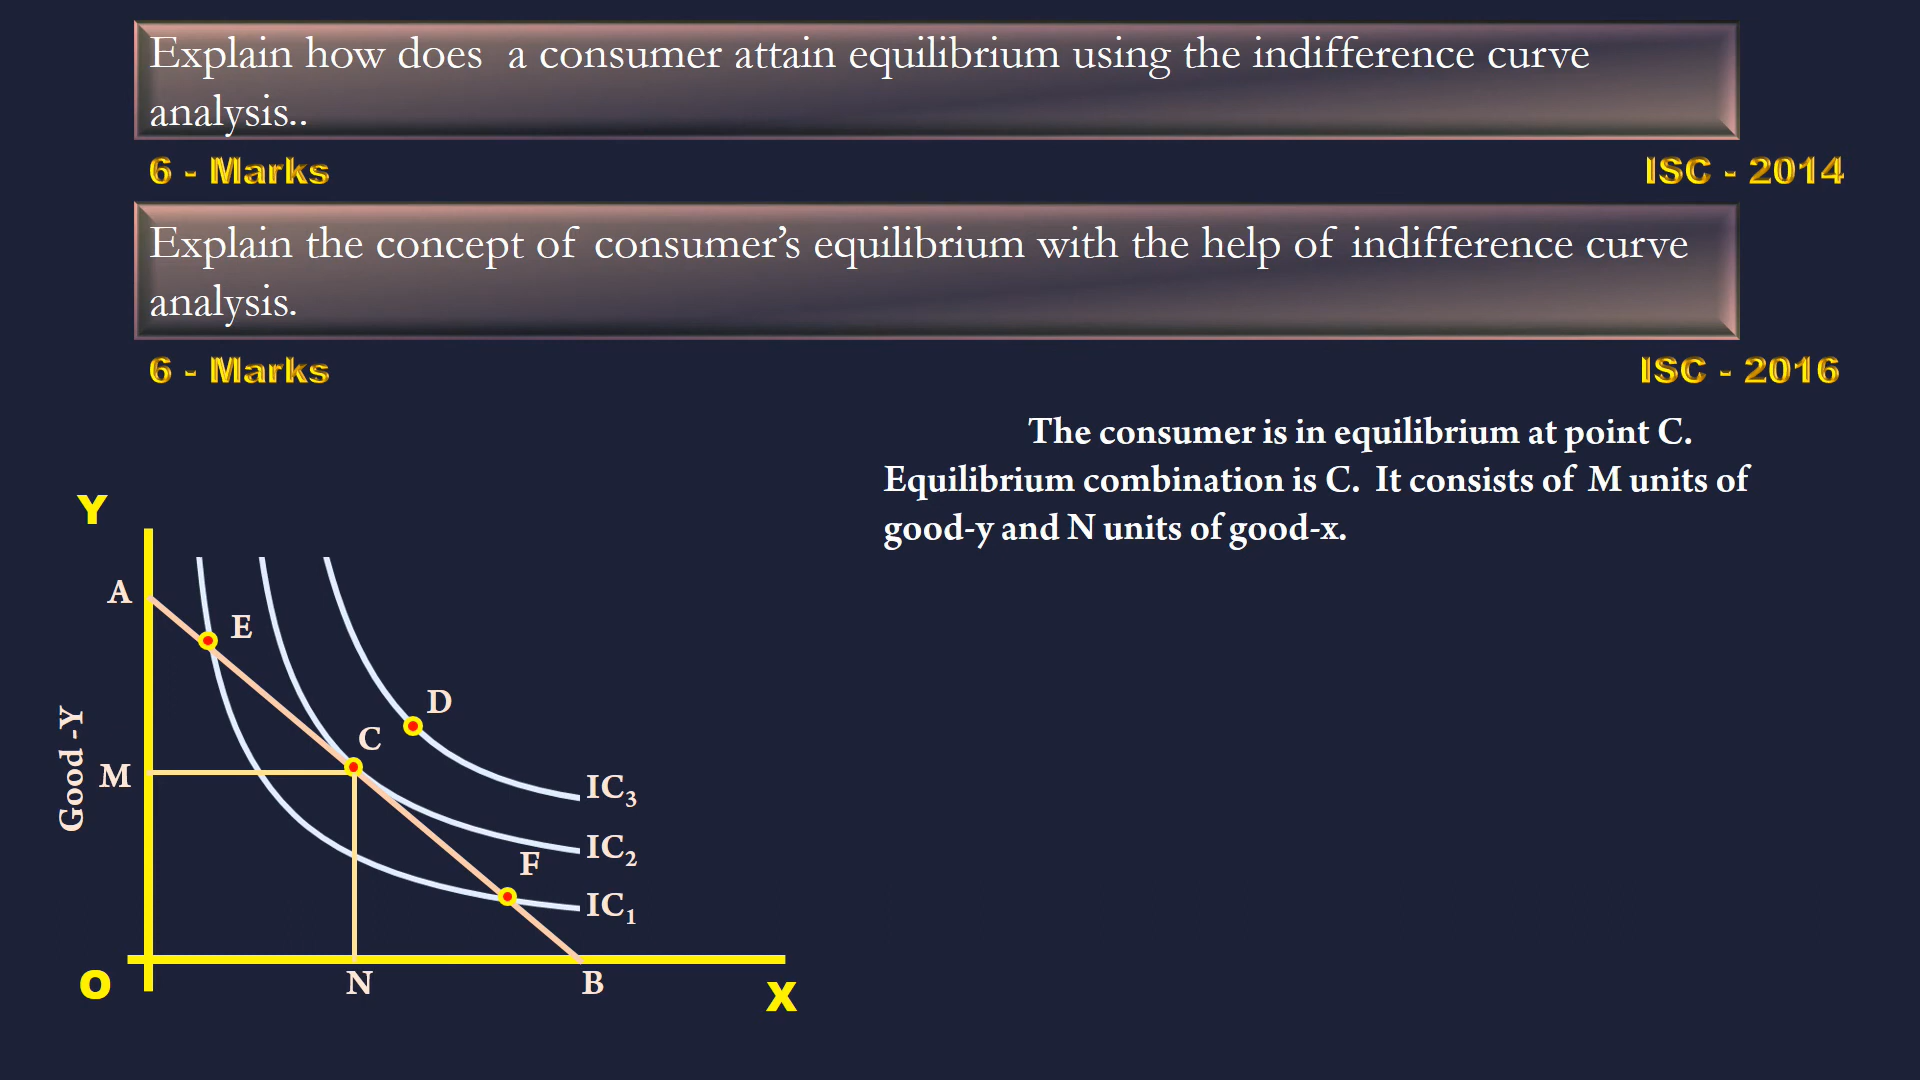 Explain how does a consumer attain equilibrium using the indifference curve
analysis..
6 - Marks
ISC - 2014
Explain the concept of consumer’s equilibrium with the help of indifference curve
analysis.
6 - Marks
ISC - 2016
The consumer is in equilibrium at point C.
Equilibrium combination is C. It consists of M units of
good-y and N units of good-x.
Y
A
E
D
C
Good -Y
M
IC3
IC2
F
IC1
O
N
B
X